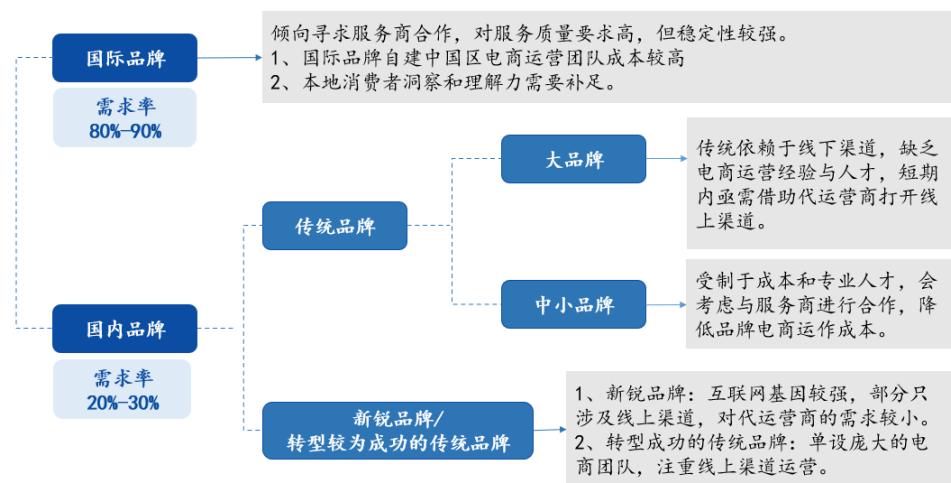 国际品牌
需求率
80%-90%
倾向寻求服务商合作，对服务质量要求高，但稳定性较强。
1、国际品牌自建中国区电商运营团队成本较高
2、本地消费者洞察和理解力需要补足。
国内品牌
需求率
20%-30%
传统品牌
大品牌
传统依赖于线下渠道，缺乏
电商运营经验与人才，短期
内亟需借助代运营商打开线
上渠道。
中小品牌
受制于成本和专业人才，会
考虑与服务商进行合作，降
低品牌电商运作成本。
新锐品牌/
转型较为成功的传统品牌
1、新锐品牌：互联网基因较强，部分只
涉及线上渠道，对代运营商的需求较小。
2、转型成功的传统品牌：单设庞大的电
商团队，注重线上渠道运营。